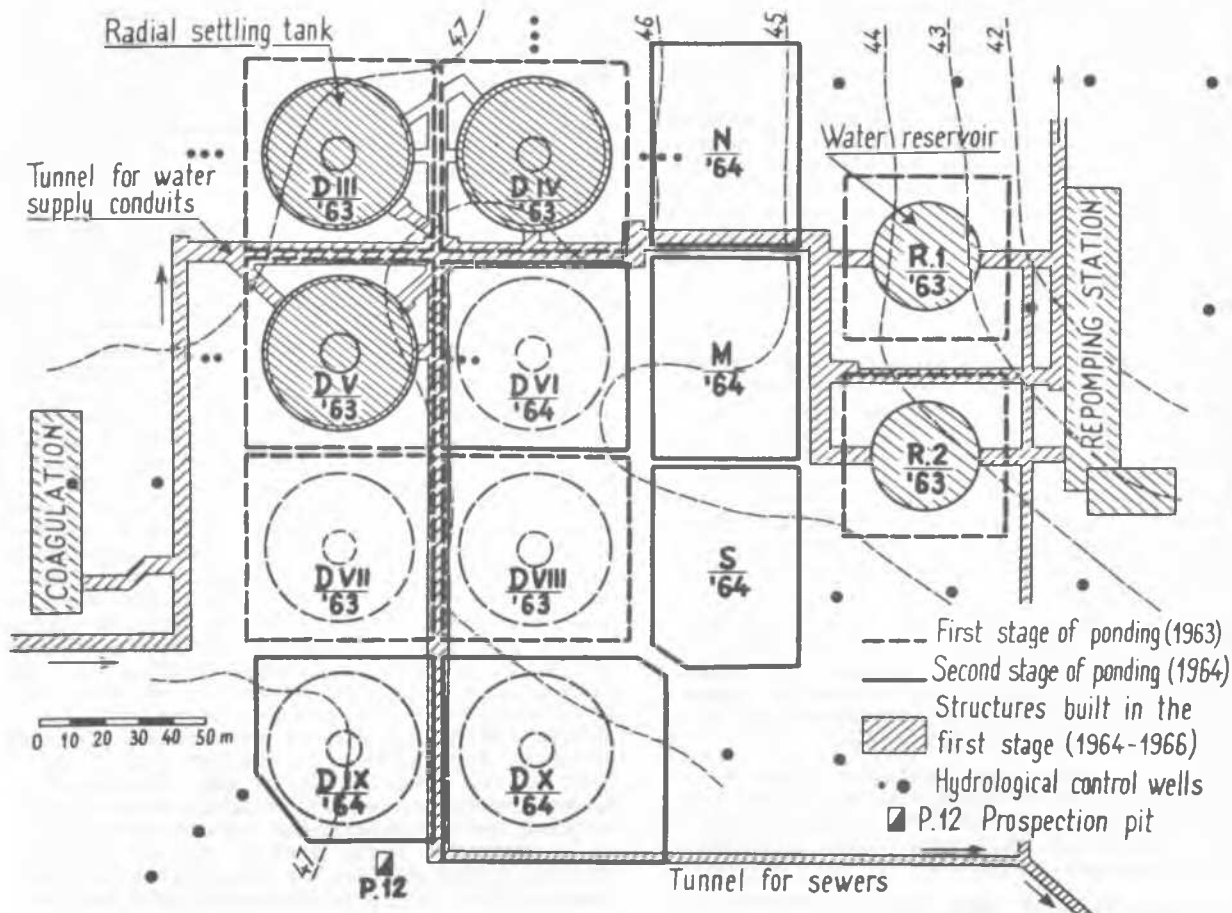 Radial settling tank
47
46
45
44
43
42
N
'64
Water reservoir
D III
'63
D IV
'63
Tunnel for water
supply conduits
R.1
'63
REPOMPING STATION
D V
'63
D VI
'64
M
'64
R.2
'63
COAGULATION
D VII
'63
D VIII
'63
S
'64
First stage of ponding (1963)
Second stage of ponding (1964)
Structures built in the
first stage (1964-1966)
Hydrological control wells
P.12 Prospection pit
0 10 20 30 40 50 m
D IX
'64
D X
'64
47
P.12
Tunnel for sewers